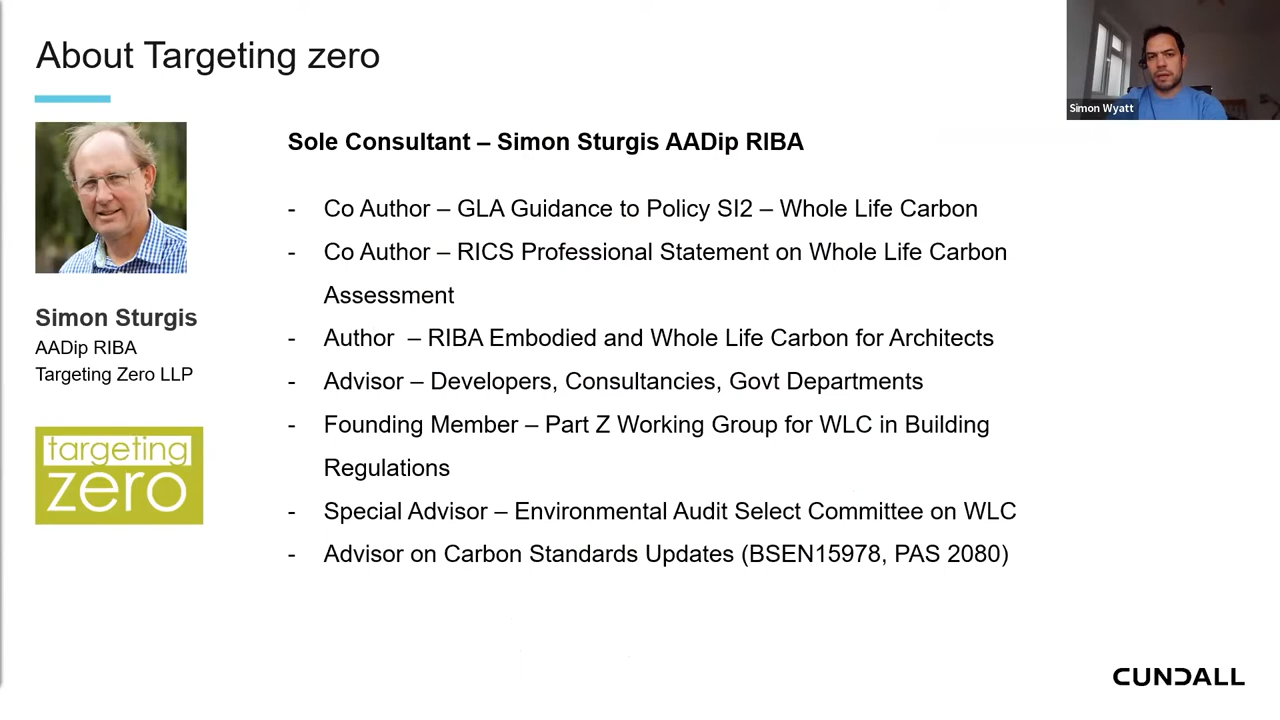 About Targeting zero
Simon Wyatt
Sole Consultant – Simon Sturgis AADip RIBA
- Co Author – GLA Guidance to Policy SI2 – Whole Life Carbon
- Co Author – RICS Professional Statement on Whole Life Carbon
Assessment
- Author – RIBA Embodied and Whole Life Carbon for Architects
- Advisor – Developers, Consultancies, Govt Departments
- Founding Member – Part Z Working Group for WLC in Building
Regulations
- Special Advisor – Environmental Audit Select Committee on WLC
- Advisor on Carbon Standards Updates (BSEN15978, PAS 2080)
Simon Sturgis
AADip RIBA
Targeting Zero LLP
targeting
zero
CUNDALL